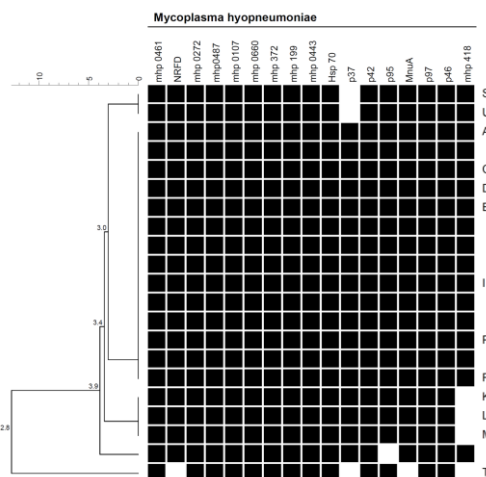 Mycoplasma hyopneumoniae
mhp 0461
NRFD
mhp 0272
mhp0487
mhp 0107
mhp 0660
mhp 372
mhp 199
mhp 0443
Hsp 70
p37
p42
p95
MnuA
p97
p46
mhp 418
-10
-5
0
S
U
A
D
3.0
I
3.4
3.9
K
L
2.8
T